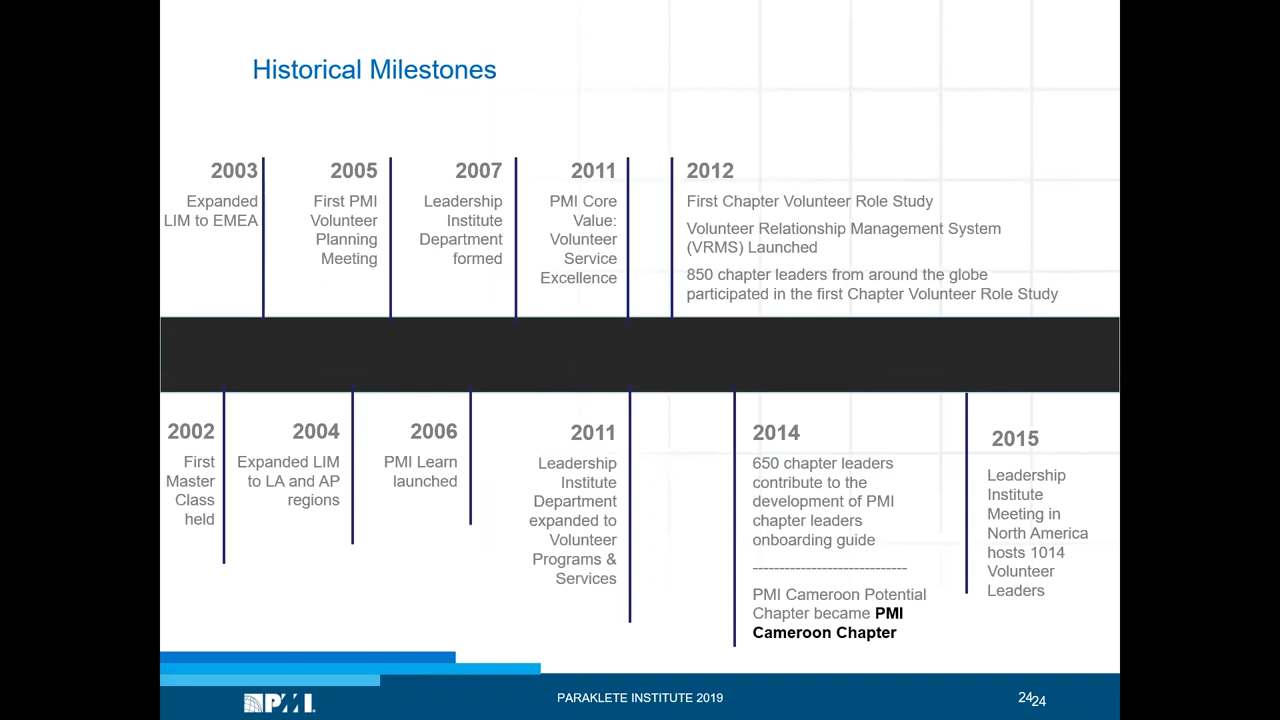 Historical Milestones
2003
Expanded
LIM to EMEA
2005
First PMI
Volunteer
Planning
Meeting
2007
Leadership
Institute
Department
formed
2011
PMI Core
Value:
Volunteer
Service
Excellence
2012
First Chapter Volunteer Role Study
Volunteer Relationship Management System
(VRMS) Launched
850 chapter leaders from around the globe
participated in the first Chapter Volunteer Role Study
2002
First
Master
Class
held
2004
Expanded LIM
to LA and AP
regions
2006
PMI Learn
launched
2011
Leadership
Institute
Department
expanded to
Volunteer
Programs &
Services
2014
650 chapter leaders
contribute to the
development of PMI
chapter leaders
onboarding guide
-----------------------------
PMI Cameroon Potential
Chapter became PMI
Cameroon Chapter
2015
Leadership
Institute
Meeting in
North America
hosts 1014
Volunteer
Leaders
PMI
PARAKLETE INSTITUTE 2019
24
24